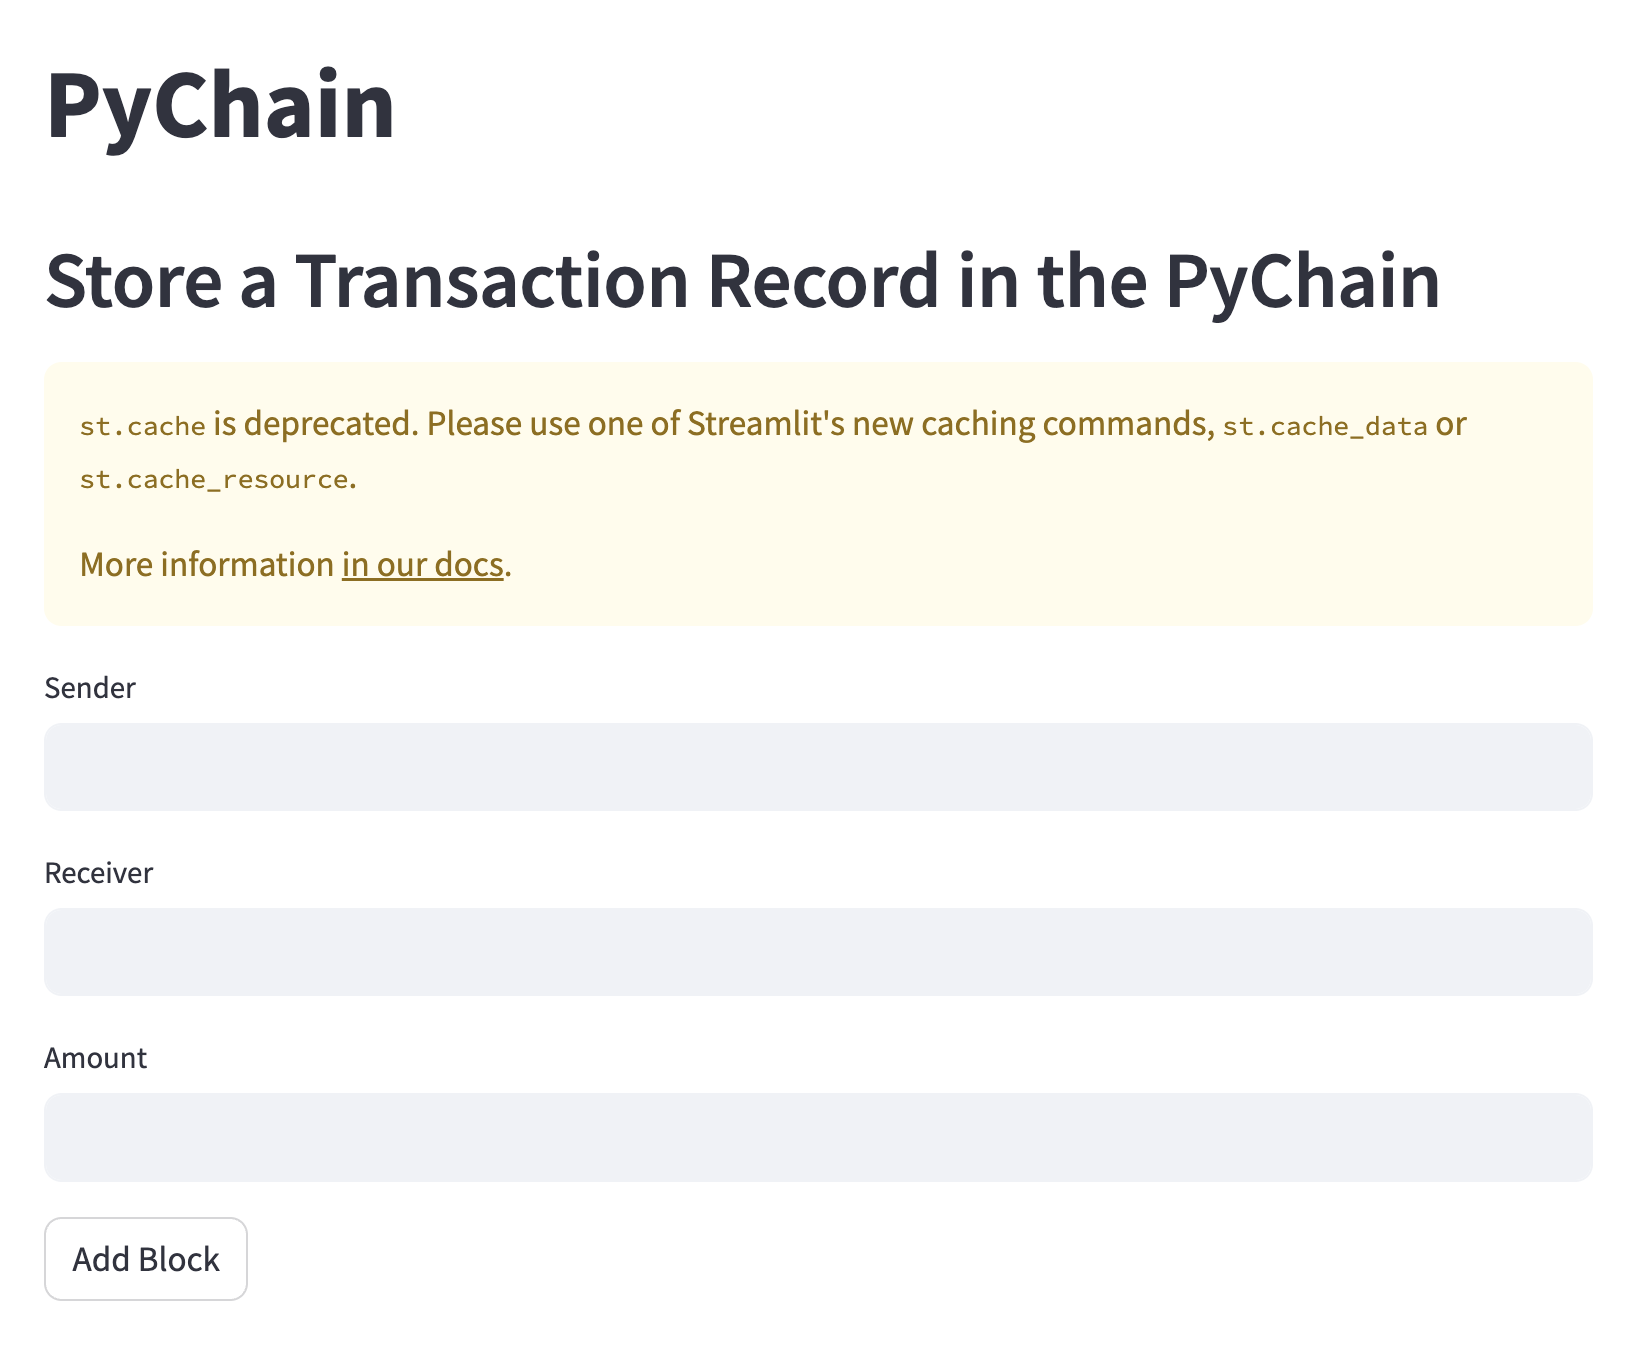 PyChain
Store a Transaction Record in the PyChain
st.cache is deprecated. Please use one of Streamlit's new caching commands, st.cache_data or
st.cache_resource.
More information in our docs.
Sender
Receiver
Amount
Add Block